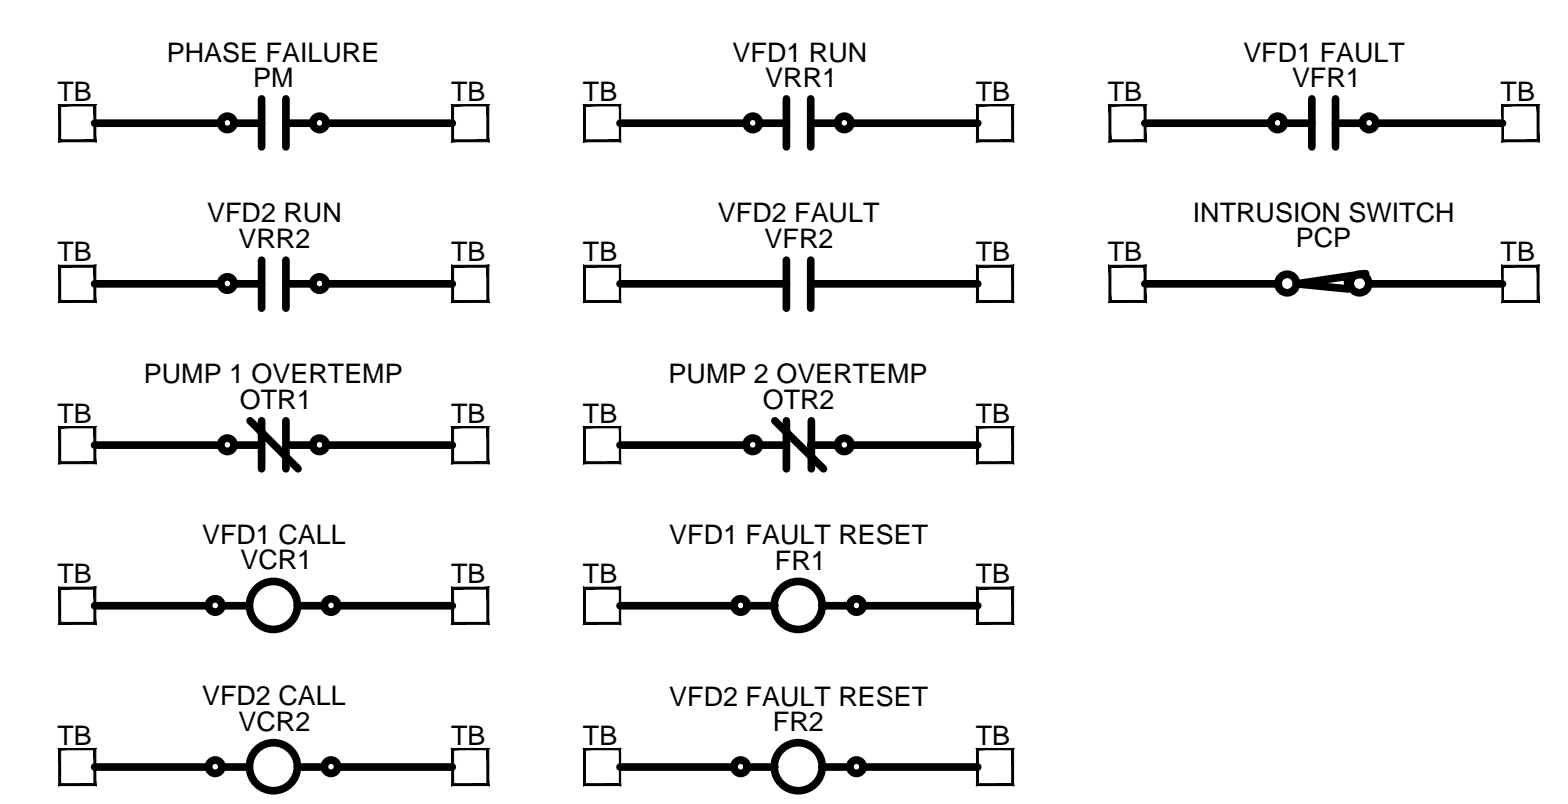 PHASE FAILURE
PM
TB TB
VFD1 RUN
VRR1
TB TB
VFD1 FAULT
VFR1
TB TB
VFD2 RUN
VRR2
TB TB
VFD2 FAULT
VFR2
TB TB
INTRUSION SWITCH
PCP
TB TB
PUMP 1 OVERTEMP
OTR1
TB TB
PUMP 2 OVERTEMP
OTR2
TB TB
VFD1 CALL
VCR1
TB TB
VFD1 FAULT RESET
FR1
TB TB
VFD2 CALL
VCR2
TB TB
VFD2 FAULT RESET
FR2
TB TB